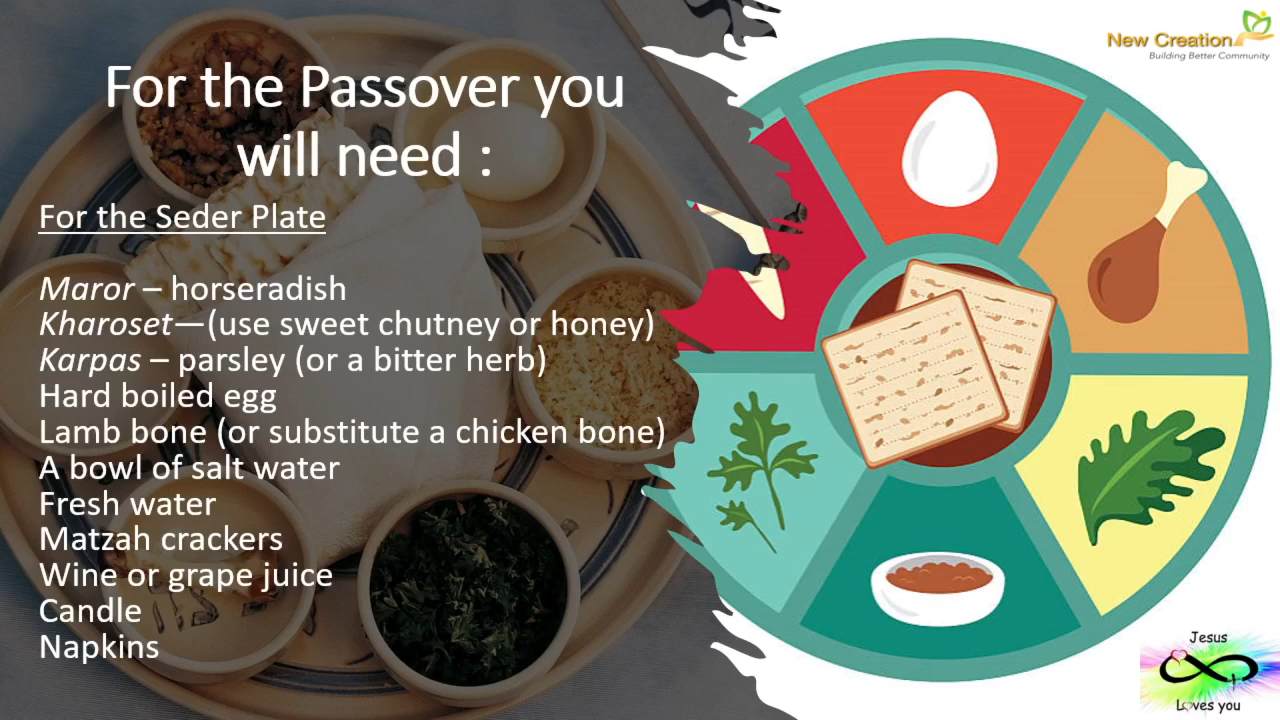 For the Passover you
will need :
For the Seder Plate
Maror – horseradish
Kharoset—(use sweet chutney or honey)
Karpas – parsley (or a bitter herb)
Hard boiled egg
Lamb bone (or substitute a chicken bone)
A bowl of salt water
Fresh water
Matzah crackers
Wine or grape juice
Candle
Napkins
New Creation
Building Better Community
Jesus
Loves you